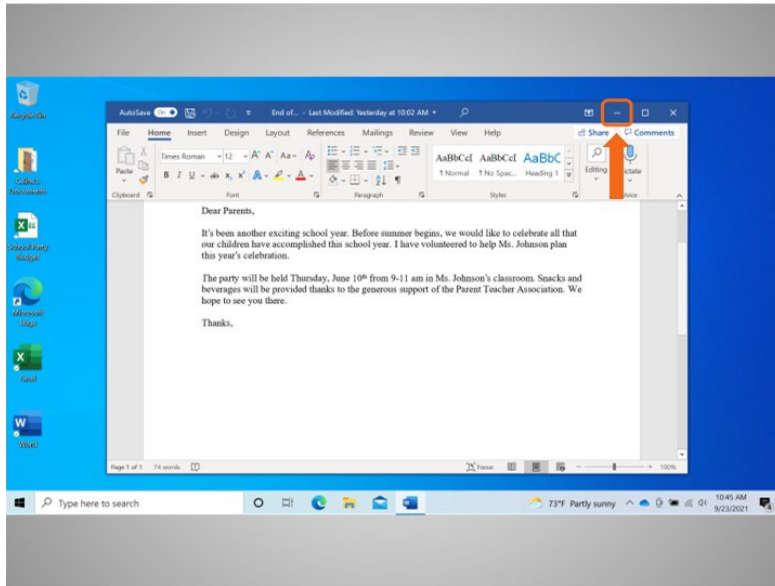 AutoSave On End of... - Last Modified: Yesterday at 10:02 AM
File Home Insert Design Layout References Mailings Review View Help Share Comments
Paste Times Roman 12 Editing Dictate
AaBbCcI AaBbCcI AaBbC
¶ Normal ¶ No Spac... Heading 1
Clipboard Font Paragraph Styles Voice
Dear Parents,
It's been another exciting school year. Before summer begins, we would like to celebrate all that
our children have accomplished this school year. I have volunteered to help Ms. Johnson plan
this year's celebration.
The party will be held Thursday, June 10th from 9-11 am in Ms. Johnson's classroom. Snacks and
beverages will be provided thanks to the generous support of the Parent Teacher Association. We
hope to see you there.
Thanks,
Page 1 of 1 74 words Focus 100%
Recycle Bin
Documents
School Party
Budget
Microsoft
Edge
Excel
Word
Type here to search 73°F Partly sunny 10:45 AM
9/23/2021